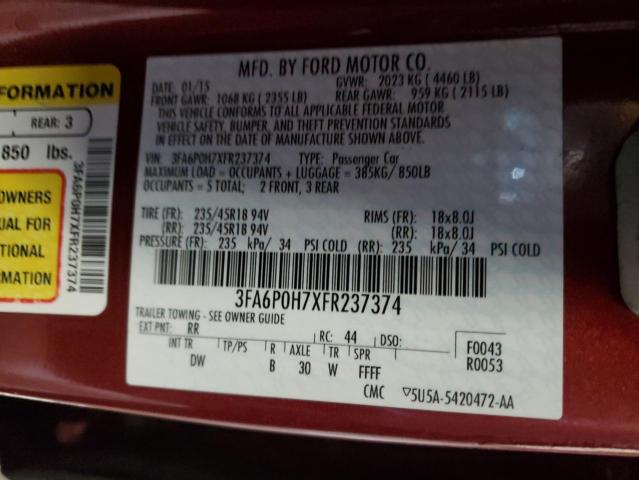 FORMATION
REAR: 3
850 lbs.
OWNERS
UAL FOR
TIONAL
FORMATION
3FA6P0H7XFR237374
MFD. BY FORD MOTOR CO.
DATE: 01/15 GVWR: 2023 KG ( 4460 LB)
FRONT GAWR: 1068 KG ( 2355 LB) REAR GAWR: 959 KG ( 2115 LB)
THIS VEHICLE CONFORMS TO ALL APPLICABLE FEDERAL MOTOR
VEHICLE SAFETY, BUMPER, AND THEFT PREVENTION STANDARDS
IN EFFECT ON THE DATE OF MANUFACTURE SHOWN ABOVE.
VIN: 3FA6P0H7XFR237374 TYPE: Passenger Car
MAXIMUM LOAD = OCCUPANTS + LUGGAGE = 385KG/ 850LB
OCCUPANTS = 5 TOTAL; 2 FRONT, 3 REAR
TIRE (FR): 235/45R18 94V RIMS (FR): 18x8.0J
(RR): 235/45R18 94V (RR): 18x8.0J
PRESSURE (FR): 235 kPa/ 34 PSI COLD (RR): 235 kPa/ 34 PSI COLD
3FA6P0H7XFR237374
TRAILER TOWING - SEE OWNER GUIDE
EXT PNT: RR RC: 44 DSO: F0043
R0053
INT TR TP/PS R AXLE TR SPR
DW B 30 W FFFF
CMC 5U5A-5420472-AA